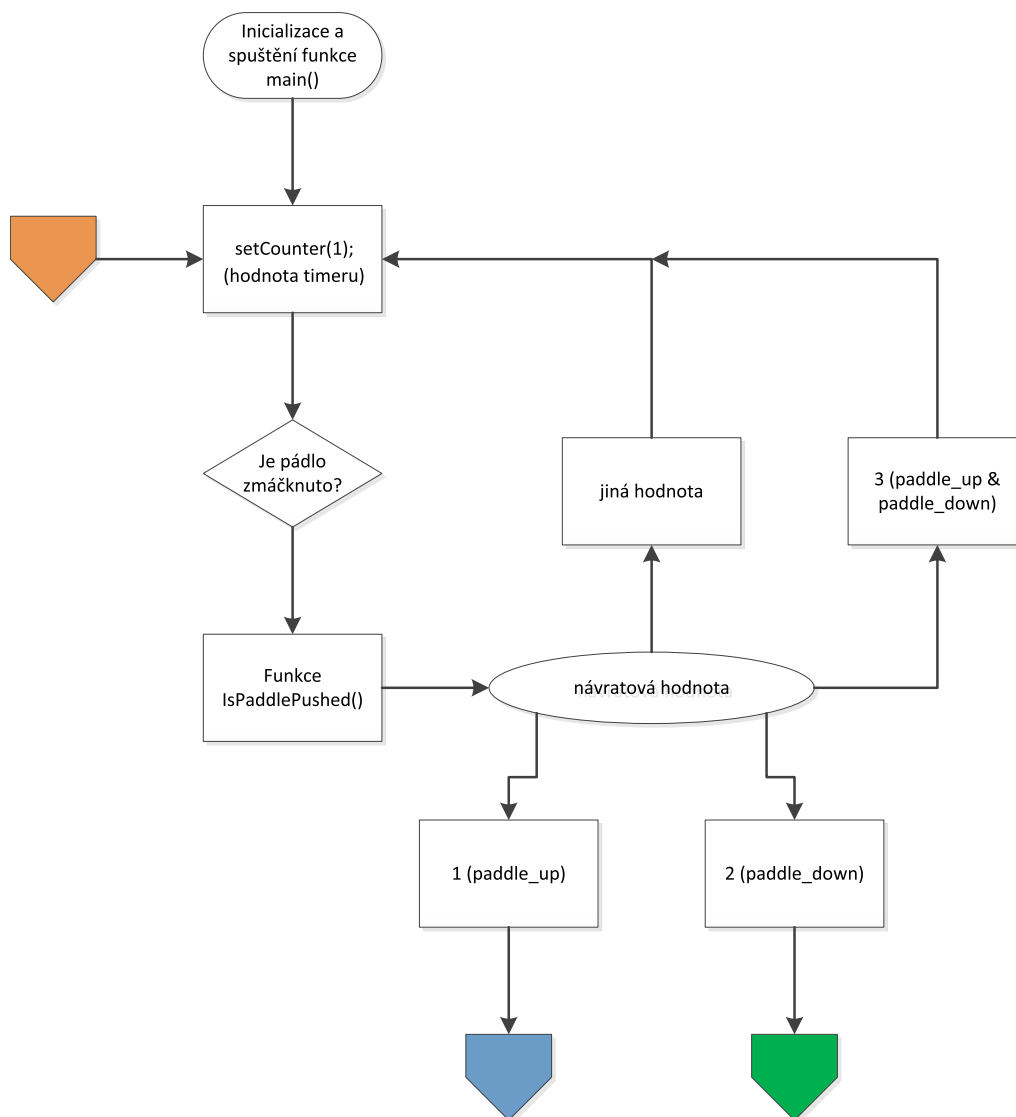 Inicializace a
spuštění funkce
main()
setCounter(1);
(hodnota timeru)
Je pádlo
zmáčknuto?
jiná hodnota
3 (paddle_up &
paddle_down)
Funkce
IsPaddlePushed()
návratová hodnota
1 (paddle_up)
2 (paddle_down)